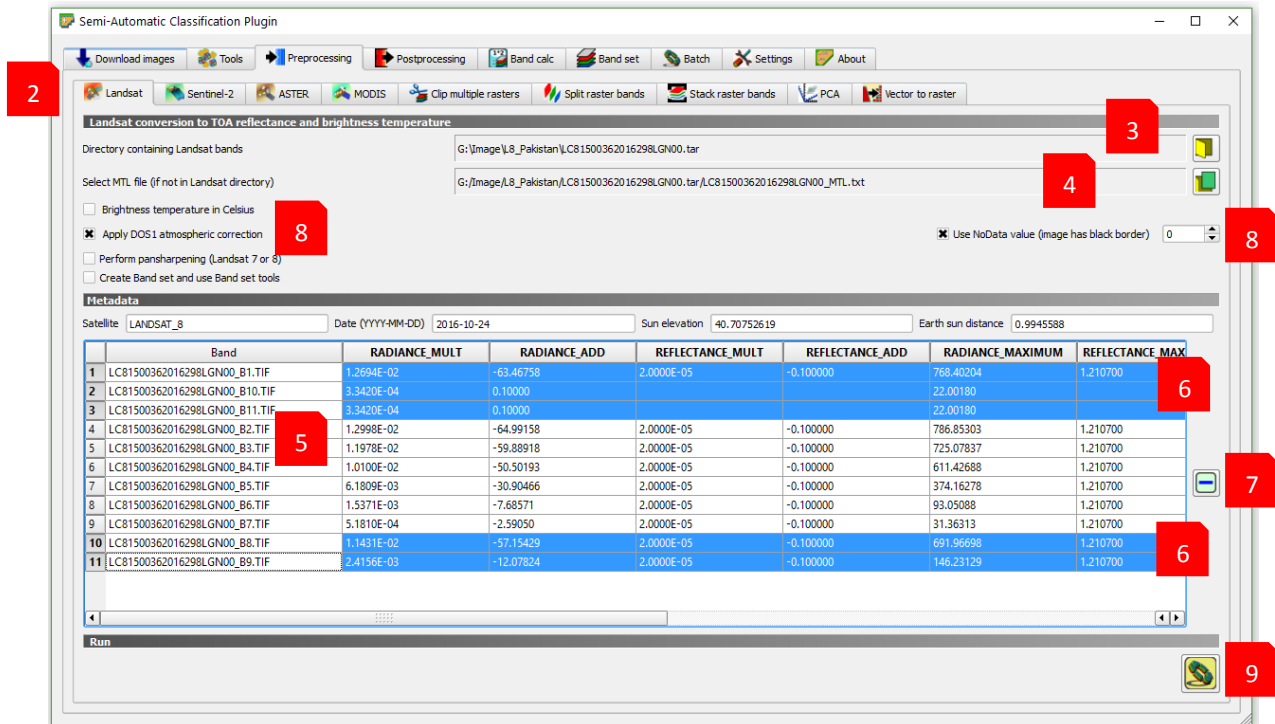 Semi-Automatic Classification Plugin
Download images Tools Preprocessing Postprocessing Band calc Band set Batch Settings About
2
Landsat Sentinel-2 ASTER MODIS Clip multiple rasters Split raster bands Stack raster bands PCA Vector to raster
Landsat conversion to TOA reflectance and brightness temperature
3
Directory containing Landsat bands G:\Image\L8_Pakistan\LC81500362016298LGN00.tar
Select MTL file (if not in Landsat directory) G:/Image/L8_Pakistan/LC81500362016298LGN00.tar/LC81500362016298LGN00_MTL.txt
4
Brightness temperature in Celsius
Apply DOS1 atmospheric correction 8 Use NoData value (image has black border) 0 8
Perform pansharpening (Landsat 7 or 8)
Create Band set and use Band set tools
Metadata
Satellite LANDSAT_8 Date (YYYY-MM-DD) 2016-10-24 Sun elevation 40.70752619 Earth sun distance 0.9945588
Band RADIANCE_MULT RADIANCE_ADD REFLECTANCE_MULT REFLECTANCE_ADD RADIANCE_MAXIMUM REFLECTANCE_MAX
1 LC81500362016298LGN00_B1.TIF 1.2694E-02 -63.46758 2.0000E-05 -0.100000 768.40204 1.210700
2 LC81500362016298LGN00_B10.TIF 3.3420E-04 0.10000 22.00180
6
3 LC81500362016298LGN00_B11.TIF 3.3420E-04 0.10000 22.00180
4 LC81500362016298LGN00_B2.TIF 1.2998E-02 -64.99158 2.0000E-05 -0.100000 786.85303 1.210700
5
5 LC81500362016298LGN00_B3.TIF 1.1978E-02 -59.88918 2.0000E-05 -0.100000 725.07837 1.210700
6 LC81500362016298LGN00_B4.TIF 1.0100E-02 -50.50193 2.0000E-05 -0.100000 611.42688 1.210700
7 LC81500362016298LGN00_B5.TIF 6.1809E-03 -30.90466 2.0000E-05 -0.100000 374.16278 1.210700
7
8 LC81500362016298LGN00_B6.TIF 1.5371E-03 -7.68571 2.0000E-05 -0.100000 93.05088 1.210700
9 LC81500362016298LGN00_B7.TIF 5.1810E-04 -2.59050 2.0000E-05 -0.100000 31.36313 1.210700
10 LC81500362016298LGN00_B8.TIF 1.1431E-02 -57.15429 2.0000E-05 -0.100000 691.96698 1.210700
6
11 LC81500362016298LGN00_B9.TIF 2.4156E-03 -12.07824 2.0000E-05 -0.100000 146.23129 1.210700
Run
9